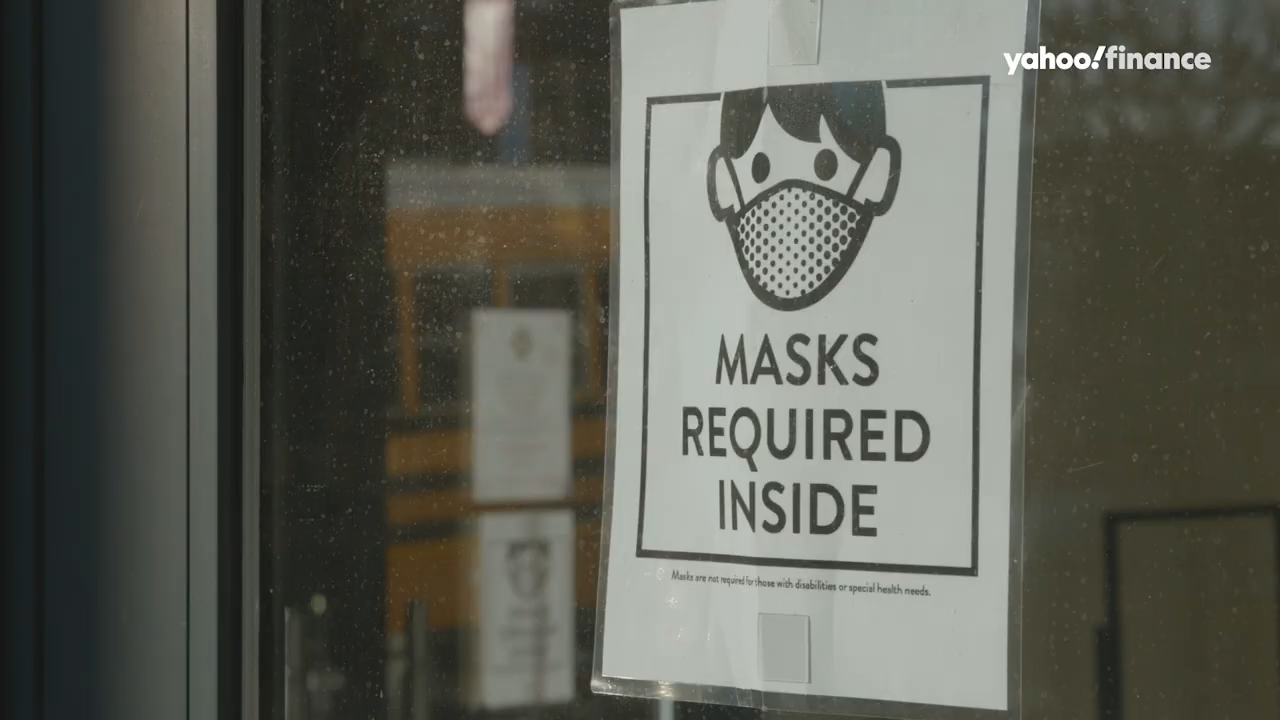 yahoo!finance
MASKS
REQUIRED
INSIDE
Masks are not required for those with disabilities or special health needs.